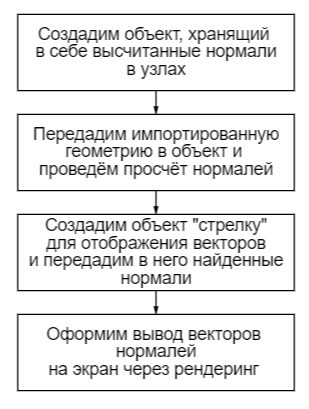 Создадим объект, хранящий
в себе высчитанные нормали
в узлах
Передадим импортированную
геометрию в объект и
проведём просчёт нормалей
Создадим объект "стрелку"
для отображения векторов
и передадим в него найденные
нормали
Оформим вывод векторов
нормалей
на экран через рендеринг